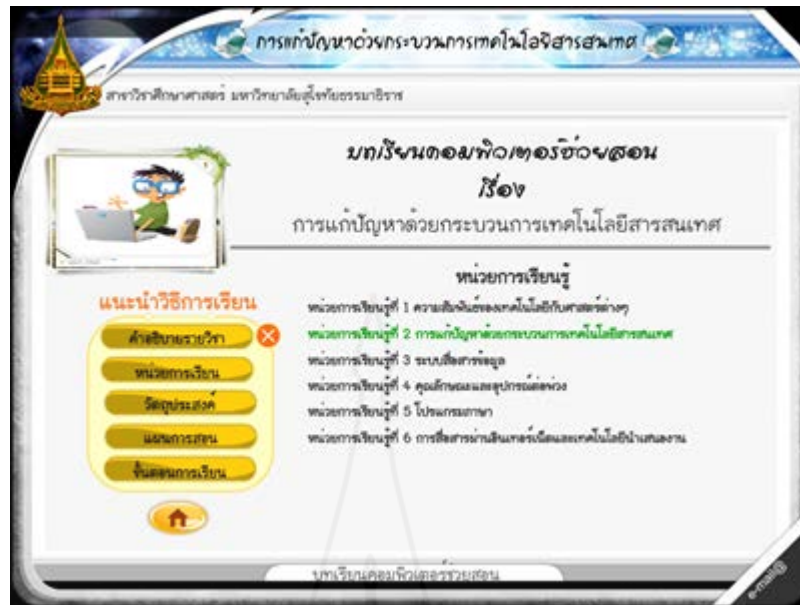 การแก้ปัญหาด้วยกระบวนการเทคโนโลยีสารสนเทศ
สาขาวิชาศึกษาศาสตร์ มหาวิทยาลัยสุโขทัยธรรมาธิราช
บทเรียนคอมพิวเตอร์ช่วยสอน
เรื่อง
การแก้ปัญหาด้วยกระบวนการเทคโนโลยีสารสนเทศ
แนะนำวิธีการเรียน
คำอธิบายรายวิชา
หน่วยการเรียน
วัตถุประสงค์
แผนการสอน
ขั้นตอนการเรียน
หน่วยการเรียนรู้
หน่วยการเรียนรู้ที่ 1 ความสัมพันธ์ของเทคโนโลยีกับศาสตร์ต่างๆ
หน่วยการเรียนรู้ที่ 2 การแก้ปัญหาด้วยกระบวนการเทคโนโลยีสารสนเทศ
หน่วยการเรียนรู้ที่ 3 ระบบสื่อสารข้อมูล
หน่วยการเรียนรู้ที่ 4 คุณลักษณะและอุปกรณ์ต่อพ่วง
หน่วยการเรียนรู้ที่ 5 โปรแกรมภาษา
หน่วยการเรียนรู้ที่ 6 การสื่อสารผ่านอินเทอร์เน็ตและเทคโนโลยีนำเสนองาน
บทเรียนคอมพิวเตอร์ช่วยสอน